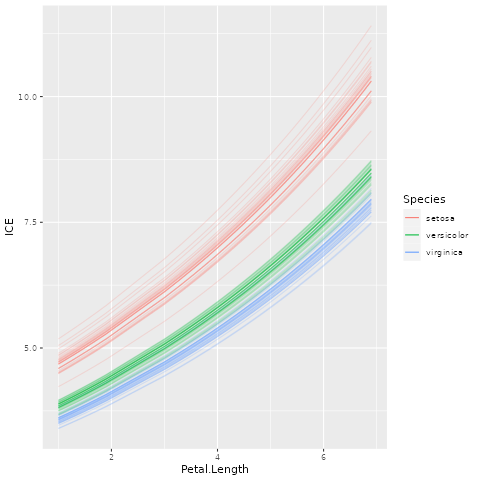 10.0
7.5
5.0
ICE
2 4 6
Petal.Length
Species
setosa
versicolor
virginica